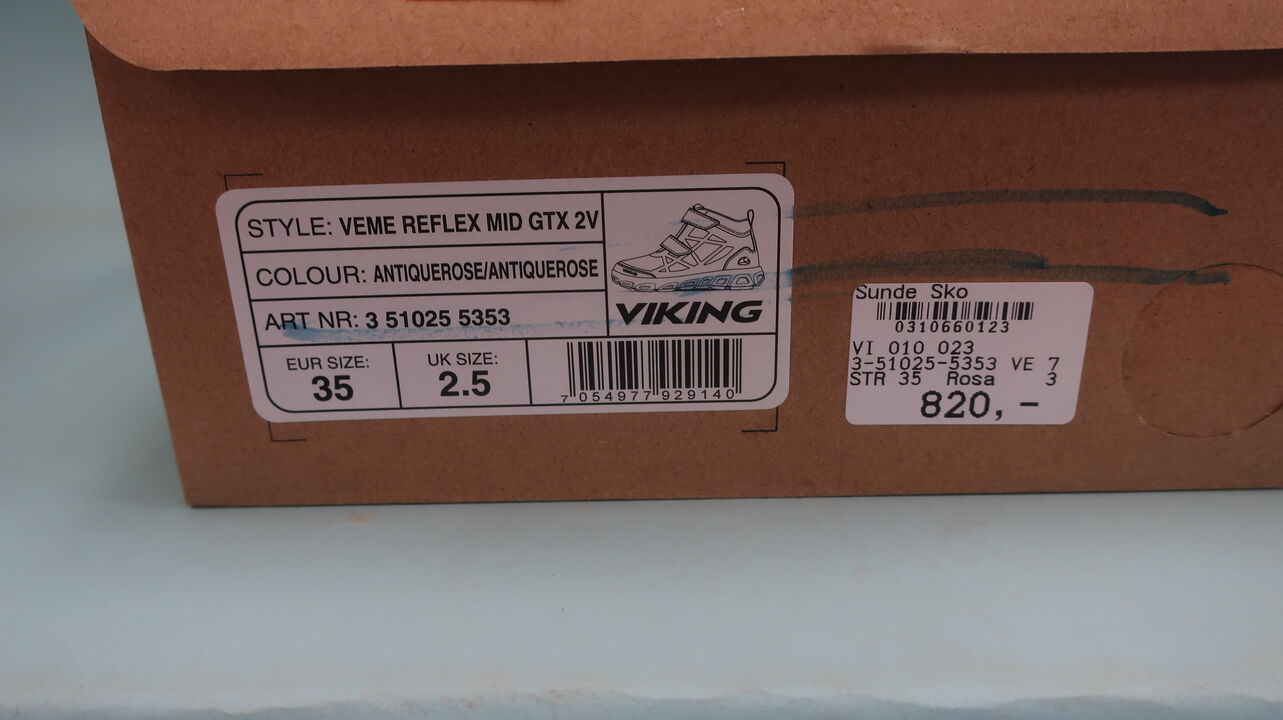 STYLE: VEME REFLEX MID GTX 2V
COLOUR: ANTIQUEROSE/ANTIQUEROSE
ART NR: 3 51025 5353
VIKING
EUR SIZE:
35
UK SIZE:
2.5
7 054977 929140
Sunde Sko
0310660123
VI 010 023
3-51025-5353 VE 7
STR 35 Rosa 3
820,-